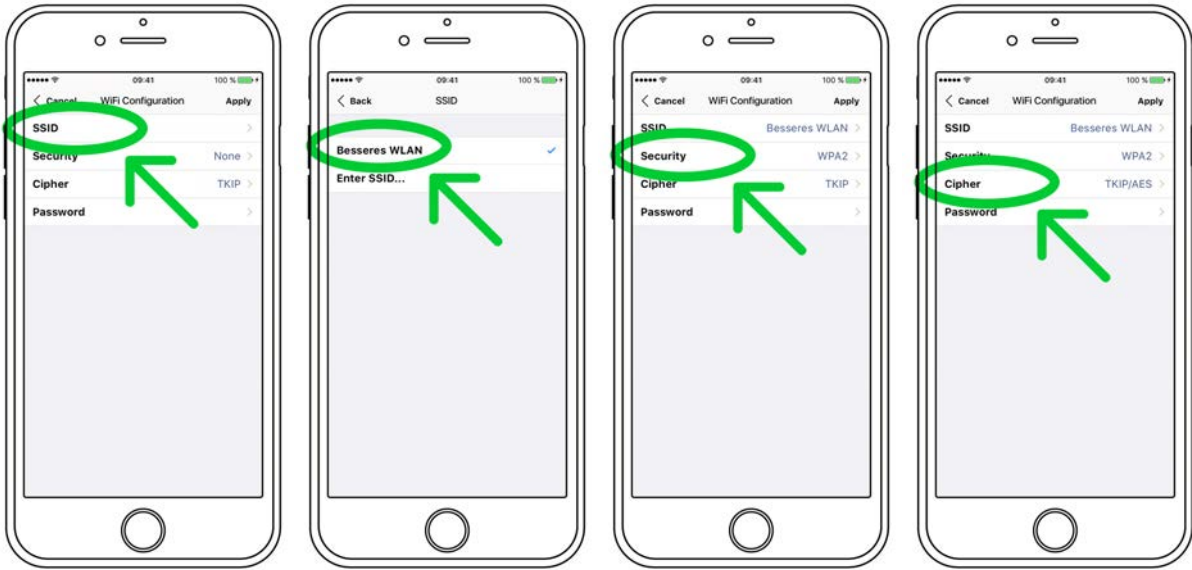 09:41 100 %
Cancel WiFi Configuration Apply
SSID
Security None
Cipher TKIP
Password
09:41 100 %
Back SSID
Besseres WLAN
Enter SSID...
09:41 100 %
Cancel WiFi Configuration Apply
SSID Besseres WLAN
Security WPA2
Cipher TKIP
Password
09:41 100 %
Cancel WiFi Configuration Apply
SSID Besseres WLAN
Security WPA2
Cipher TKIP/AES
Password